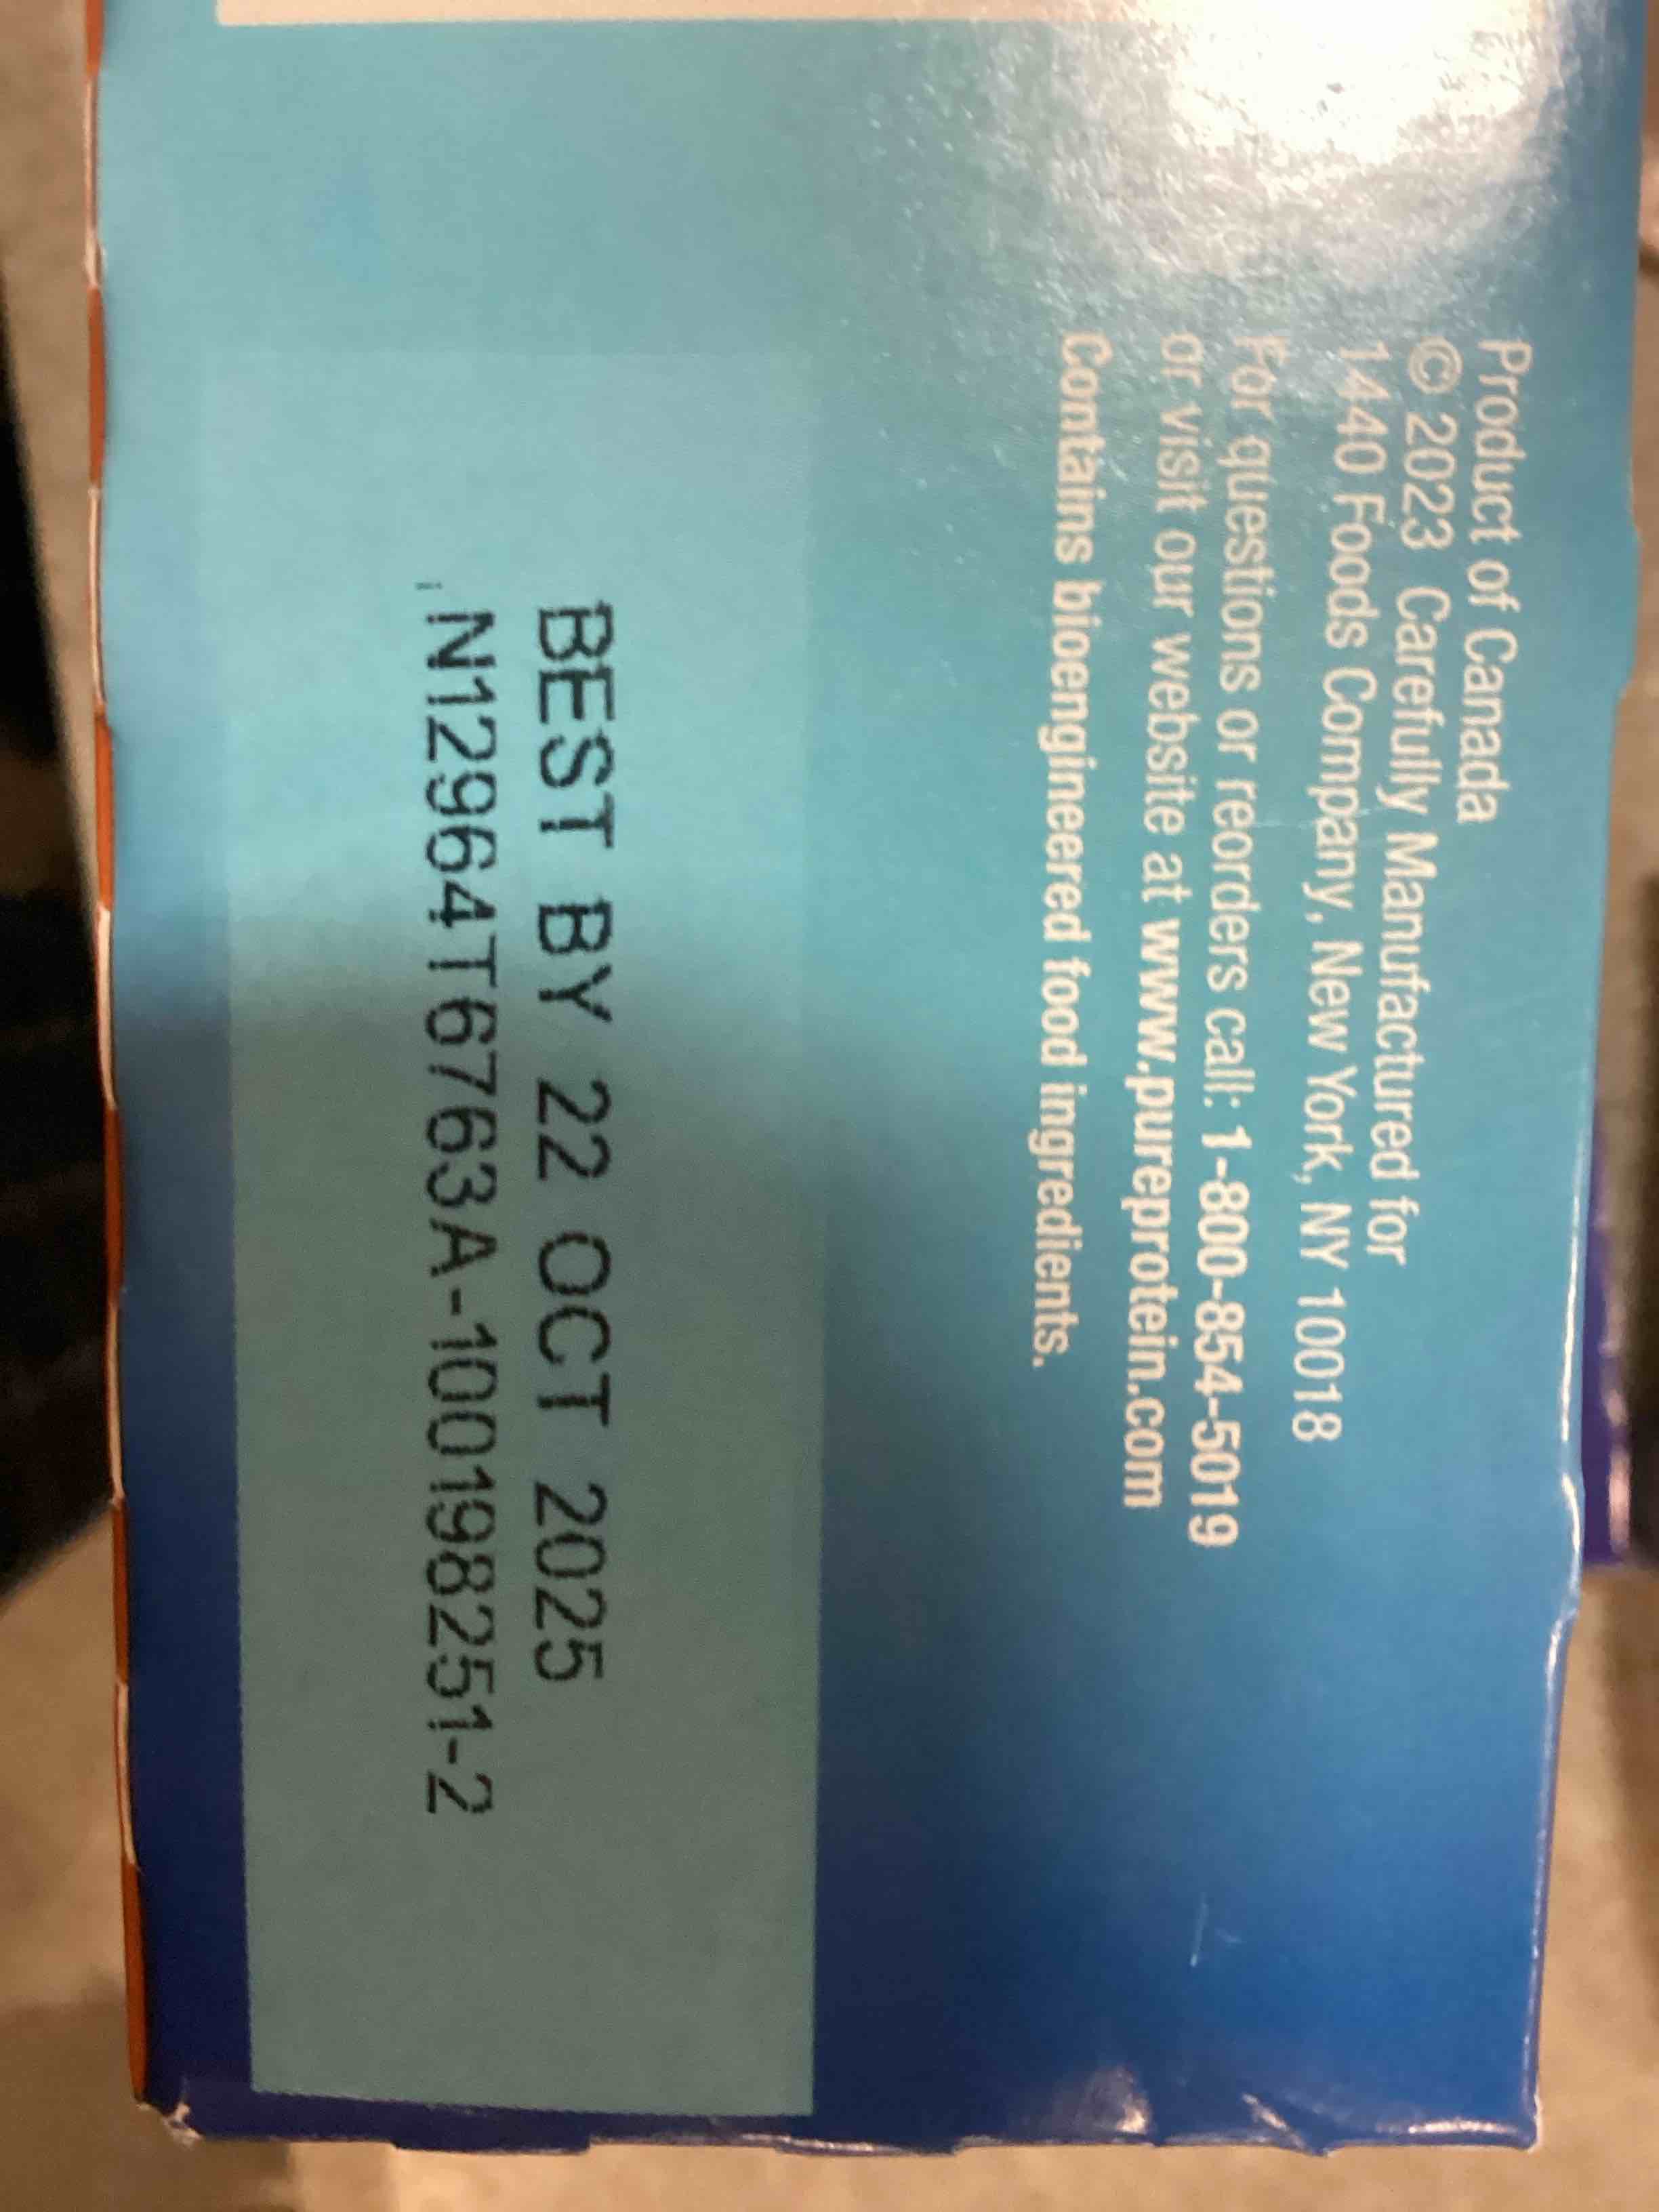 Product of Canada
© 2023 Carefully Manufactured for
1440 Foods Company, New York, NY 10018
For questions or reorders call: 1-800-854-5019
or visit our website at www.pureprotein.com
Contains bioengineered food ingredients.
BEST BY 22 OCT 2025
N12964T6763A-100198251-2